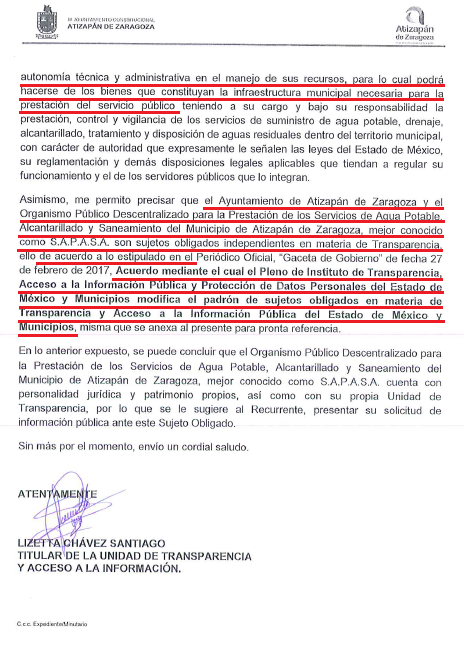 H. AYUNTAMIENTO CONSTITUCIONAL
ATIZAPÁN DE ZARAGOZA
Atizapán
de Zaragoza
autonomía técnica y administrativa en el manejo de sus recursos, para lo cual podrá
hacerse de los bienes que constituyan la infraestructura municipal necesaria para la
prestación del servicio público teniendo a su cargo y bajo su responsabilidad la
prestación, control y vigilancia de los servicios de suministro de agua potable, drenaje,
alcantarillado, tratamiento y disposición de aguas residuales dentro del territorio municipal,
con carácter de autoridad que expresamente le señalen las leyes del Estado de México,
su reglamentación y demás disposiciones legales aplicables que tiendan a regular su
funcionamiento y el de los servidores públicos que lo integran.
Asimismo, me permito precisar que el Ayuntamiento de Atizapán de Zaragoza y el
Organismo Público Descentralizado para la Prestación de los Servicios de Agua Potable,
Alcantarillado y Saneamiento del Municipio de Atizapán de Zaragoza, mejor conocido
como S.A.P.A.S.A. son sujetos obligados independientes en materia de Transparencia,
ello de acuerdo a lo estipulado en el Periódico Oficial, "Gaceta de Gobierno" de fecha 27
de febrero de 2017, Acuerdo mediante el cual el Pleno de Instituto de Transparencia,
Acceso a la Información Pública y Protección de Datos Personales del Estado de
México y Municipios modifica el padrón de sujetos obligados en materia de
Transparencia y Acceso a la Información Pública del Estado de México y
Municipios, misma que se anexa al presente para pronta referencia.
En lo anterior expuesto, se puede concluir que el Organismo Público Descentralizado para
la Prestación de los Servicios de Agua Potable, Alcantarillado y Saneamiento del
Municipio de Atizapán de Zaragoza, mejor conocido como S.A.P.A.S.A. cuenta con
personalidad jurídica y patrimonio propios, así como con su propia Unidad de
Transparencia, por lo que se le sugiere al Recurrente, presentar su solicitud de
información pública ante este Sujeto Obligado.
Sin más por el momento, envío un cordial saludo.
ATENTAMENTE
LIZETTA CHÁVEZ SANTIAGO
TITULAR DE LA UNIDAD DE TRANSPARENCIA
Y ACCESO A LA INFORMACIÓN.
C.c.c. Expediente/Minutario